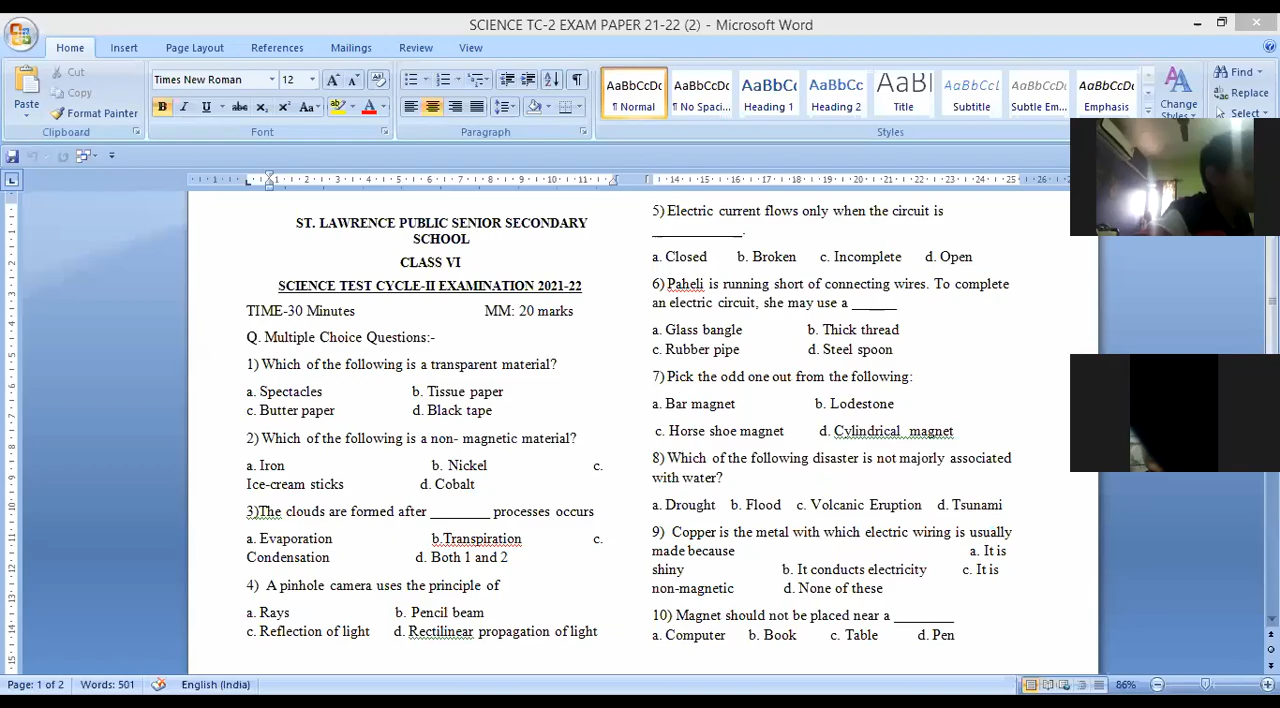 SCIENCE TC-2 EXAM PAPER 21-22 (2) - Microsoft Word
Home Insert Page Layout References Mailings Review View
Cut
Copy
Format Painter
Paste
Clipboard
Times New Roman 12
Font
Paragraph
AaBbCcDc AaBbCcDc AaBbCc AaBbCc AaBl AaBbCcL AaBbCcDc AaBbCcDc
¶ Normal ¶ No Spaci... Heading 1 Heading 2 Title Subtitle Subtle Em... Emphasis
Styles
Change
Styles
Find
Replace
Select
ST. LAWRENCE PUBLIC SENIOR SECONDARY
SCHOOL
CLASS VI
SCIENCE TEST CYCLE-II EXAMINATION 2021-22
TIME-30 Minutes MM: 20 marks
Q. Multiple Choice Questions:-
1) Which of the following is a transparent material?
a. Spectacles b. Tissue paper
c. Butter paper d. Black tape
2) Which of the following is a non- magnetic material?
a. Iron b. Nickel c.
Ice-cream sticks d. Cobalt
3)The clouds are formed after ________ processes occurs
a. Evaporation b.Transpiration c.
Condensation d. Both 1 and 2
4) A pinhole camera uses the principle of
a. Rays b. Pencil beam
c. Reflection of light d. Rectilinear propagation of light
5) Electric current flows only when the circuit is
____________.
a. Closed b. Broken c. Incomplete d. Open
6) Paheli is running short of connecting wires. To complete
an electric circuit, she may use a ______
a. Glass bangle b. Thick thread
c. Rubber pipe d. Steel spoon
7) Pick the odd one out from the following:
a. Bar magnet b. Lodestone
c. Horse shoe magnet d. Cylindrical magnet
8) Which of the following disaster is not majorly associated
with water?
a. Drought b. Flood c. Volcanic Eruption d. Tsunami
9) Copper is the metal with which electric wiring is usually
made because a. It is
shiny b. It conducts electricity c. It is
non-magnetic d. None of these
10) Magnet should not be placed near a ________
a. Computer b. Book c. Table d. Pen
Page: 1 of 2 Words: 501 English (India) 86%